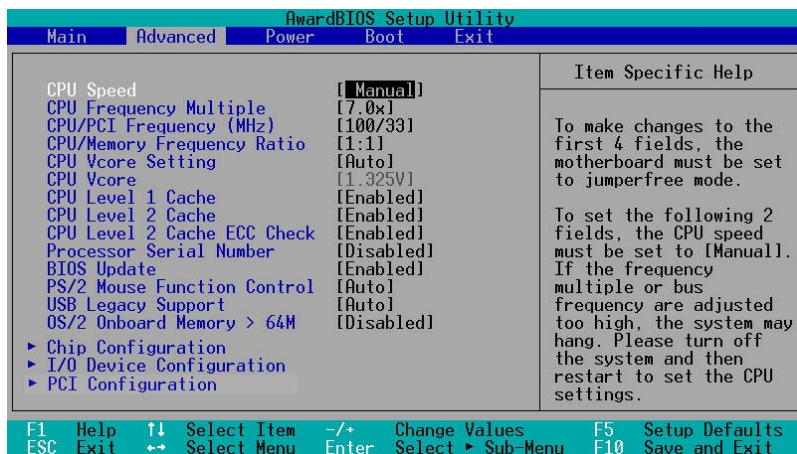 AwardBIOS Setup Utility
Main Advanced Power Boot Exit
CPU Speed [ Manual]
CPU Frequency Multiple [7.0x]
CPU/PCI Frequency (MHz) [100/33]
CPU/Memory Frequency Ratio [1:1]
CPU Vcore Setting [Auto]
CPU Vcore [1.325V]
CPU Level 1 Cache [Enabled]
CPU Level 2 Cache [Enabled]
CPU Level 2 Cache ECC Check [Enabled]
Processor Serial Number [Disabled]
BIOS Update [Enabled]
PS/2 Mouse Function Control [Auto]
USB Legacy Support [Auto]
OS/2 Onboard Memory > 64M [Disabled]
► Chip Configuration
► I/O Device Configuration
► PCI Configuration
Item Specific Help
To make changes to the
first 4 fields, the
motherboard must be set
to jumperfree mode.
To set the following 2
fields, the CPU speed
must be set to [Manual].
If the frequency
multiple or bus
frequency are adjusted
too high, the system may
hang. Please turn off
the system and then
restart to set the CPU
settings.
F1 Help ↑↓ Select Item -/+ Change Values F5 Setup Defaults
ESC Exit ←→ Select Menu Enter Select ► Sub-Menu F10 Save and Exit